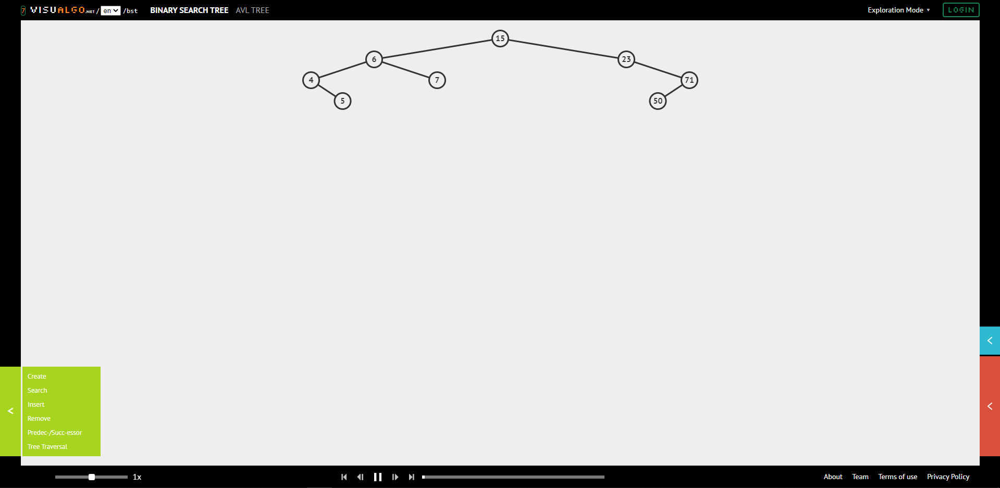 7 VISUALGO.NET / en /bst BINARY SEARCH TREE AVL TREE Exploration Mode ▿ LOGIN
15
6 23
4 7 71
5 50
Create
Search
Insert
Remove
Predec-/Succ-essor
Tree Traversal
1x About Team Terms of use Privacy Policy